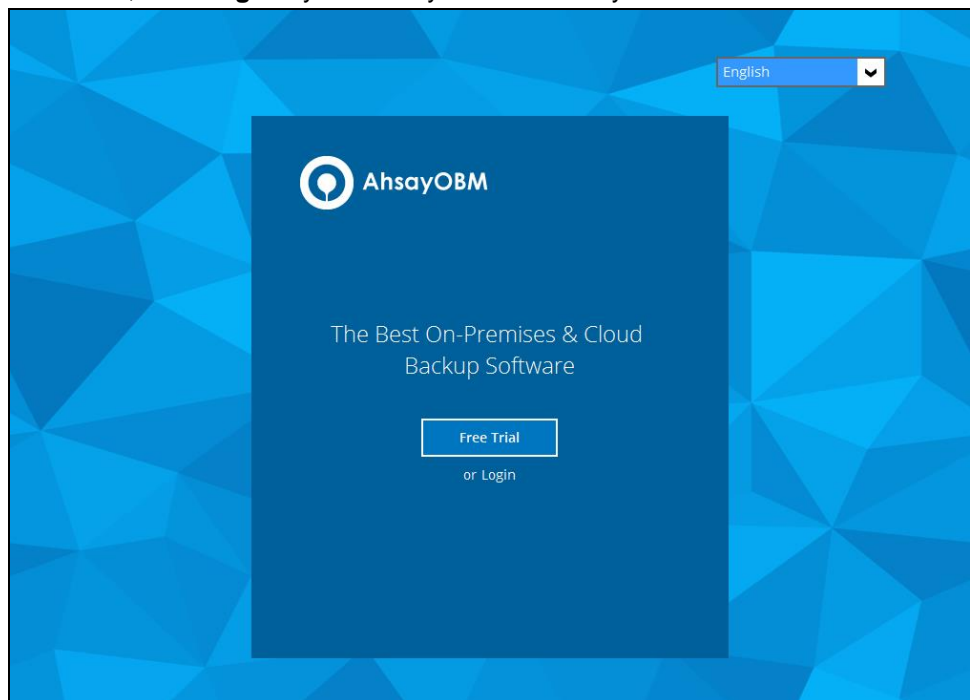 English
AhsayOBM
The Best On-Premises & Cloud
Backup Software
Free Trial
or Login